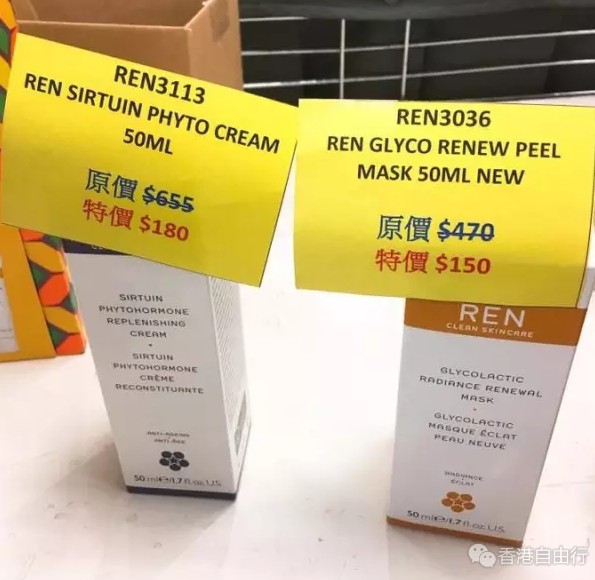 REN3113
REN SIRTUIN PHYTO CREAM
50ML
原價 $655
特價 $180
REN3036
REN GLYCO RENEW PEEL
MASK 50ML NEW
原價 $470
特價 $150
SIRTUIN
PHYTOHORMONE
REPLENISHING
CREAM
•
SIRTUIN
PHYTOHORMONE
CRÈME
RECONSTITUANTE
ANTI-AGEING •
ANTI-ÂGE
50 ml ℮/1.7 fl oz. U.S.
REN
CLEAN SKINCARE
GLYCOLACTIC
RADIANCE RENEWAL
MASK
•
GLYCOLACTIC
MASQUE ÉCLAT
PEAU NEUVE
RADIANCE
• ÉCLAT
50 ml ℮/1.7 fl oz. U.S.
香港自由行